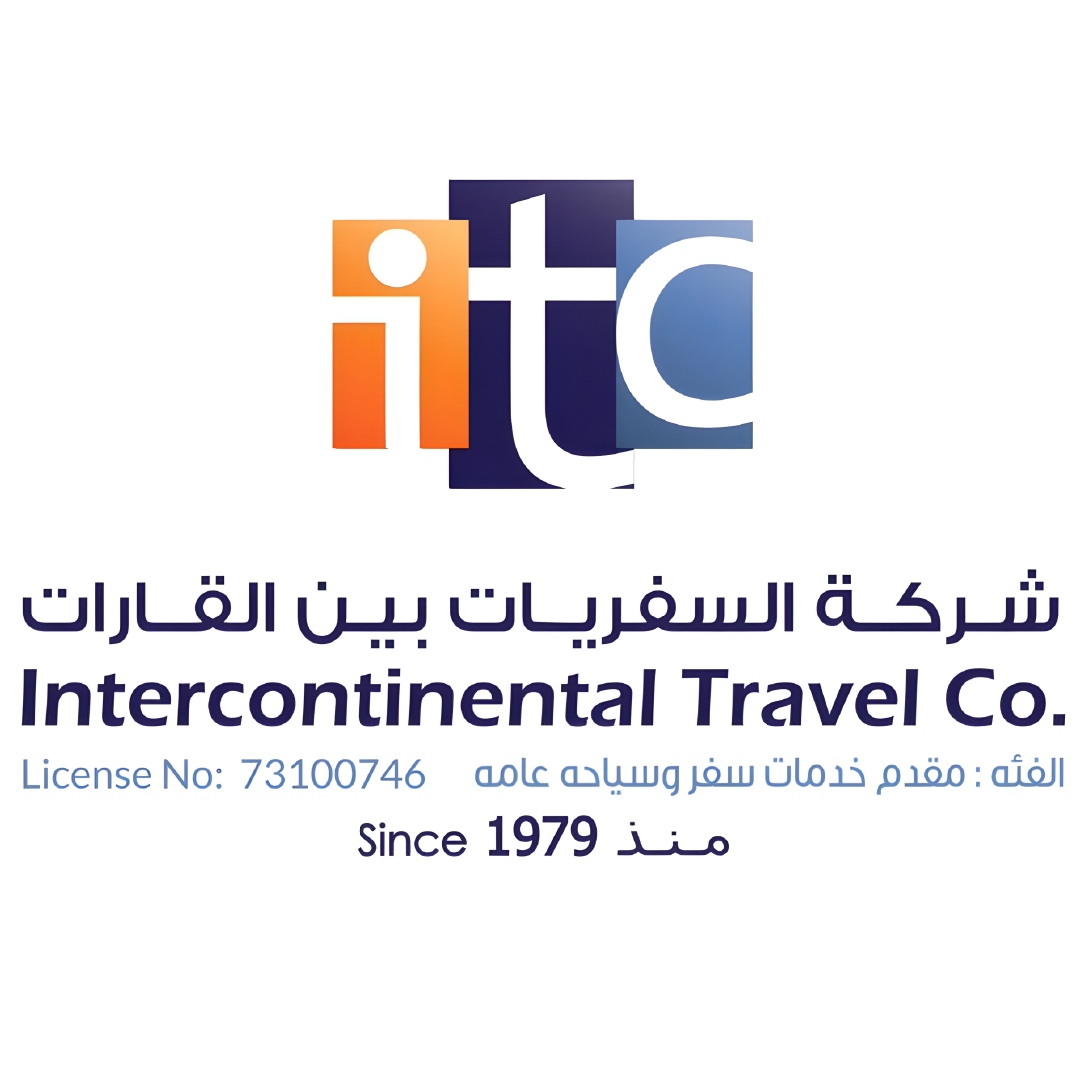 itc
شركة السفريات بين القارات
Intercontinental Travel Co.
License No: 73100746 الفئه : مقدم خدمات سفر وسياحه عامه
Since 1979 منذ